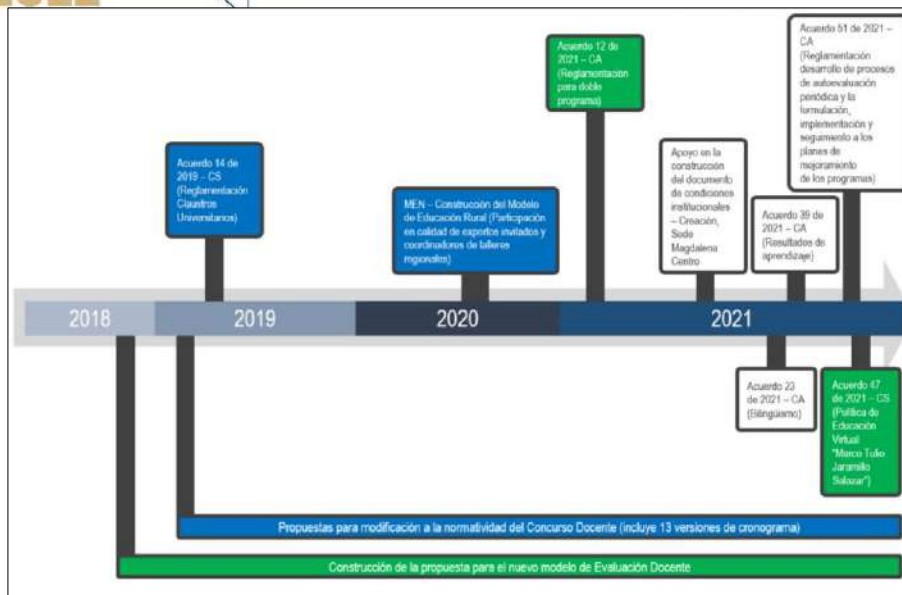 Acuerdo 12 de
2021 – CA
(Reglamentación
para doble
programa)
Acuerdo 51 de 2021 –
CA
(Reglamentación
desarrollo de procesos
de autoevaluación
periódica y la
formulación,
implementación y
seguimiento a los
planes de
mejoramiento
de los programas)
Acuerdo 14 de
2019 – CS
(Reglamentación
Claustros
Universitarios)
MEN – Construcción del Modelo
de Educación Rural (Participación
en calidad de expertos invitados y
coordinadores de talleres
regionales)
Apoyo en la
construcción
del documento
de condiciones
institucionales
– Creación,
Sede
Magdalena
Centro
Acuerdo 39 de
2021 – CA
(Resultados de
aprendizaje)
2018
2019
2020
2021
Acuerdo 23
de 2021 – CA
(Bilingüismo)
Acuerdo 47
de 2021 – CS
(Política de
Educación
Virtual
"Marco Tulio
Jaramillo
Salazar")
Propuestas para modificación a la normatividad del Concurso Docente (incluye 13 versiones de cronograma)
Construcción de la propuesta para el nuevo modelo de Evaluación Docente